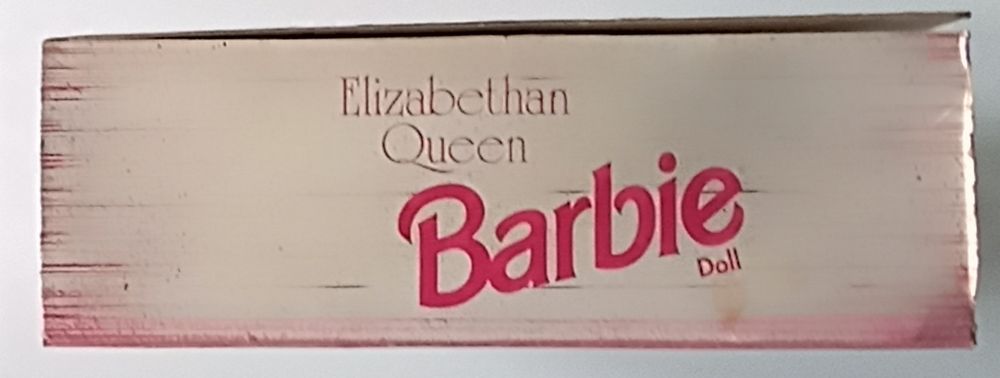 Elizabethan
Queen
Barbie
Doll